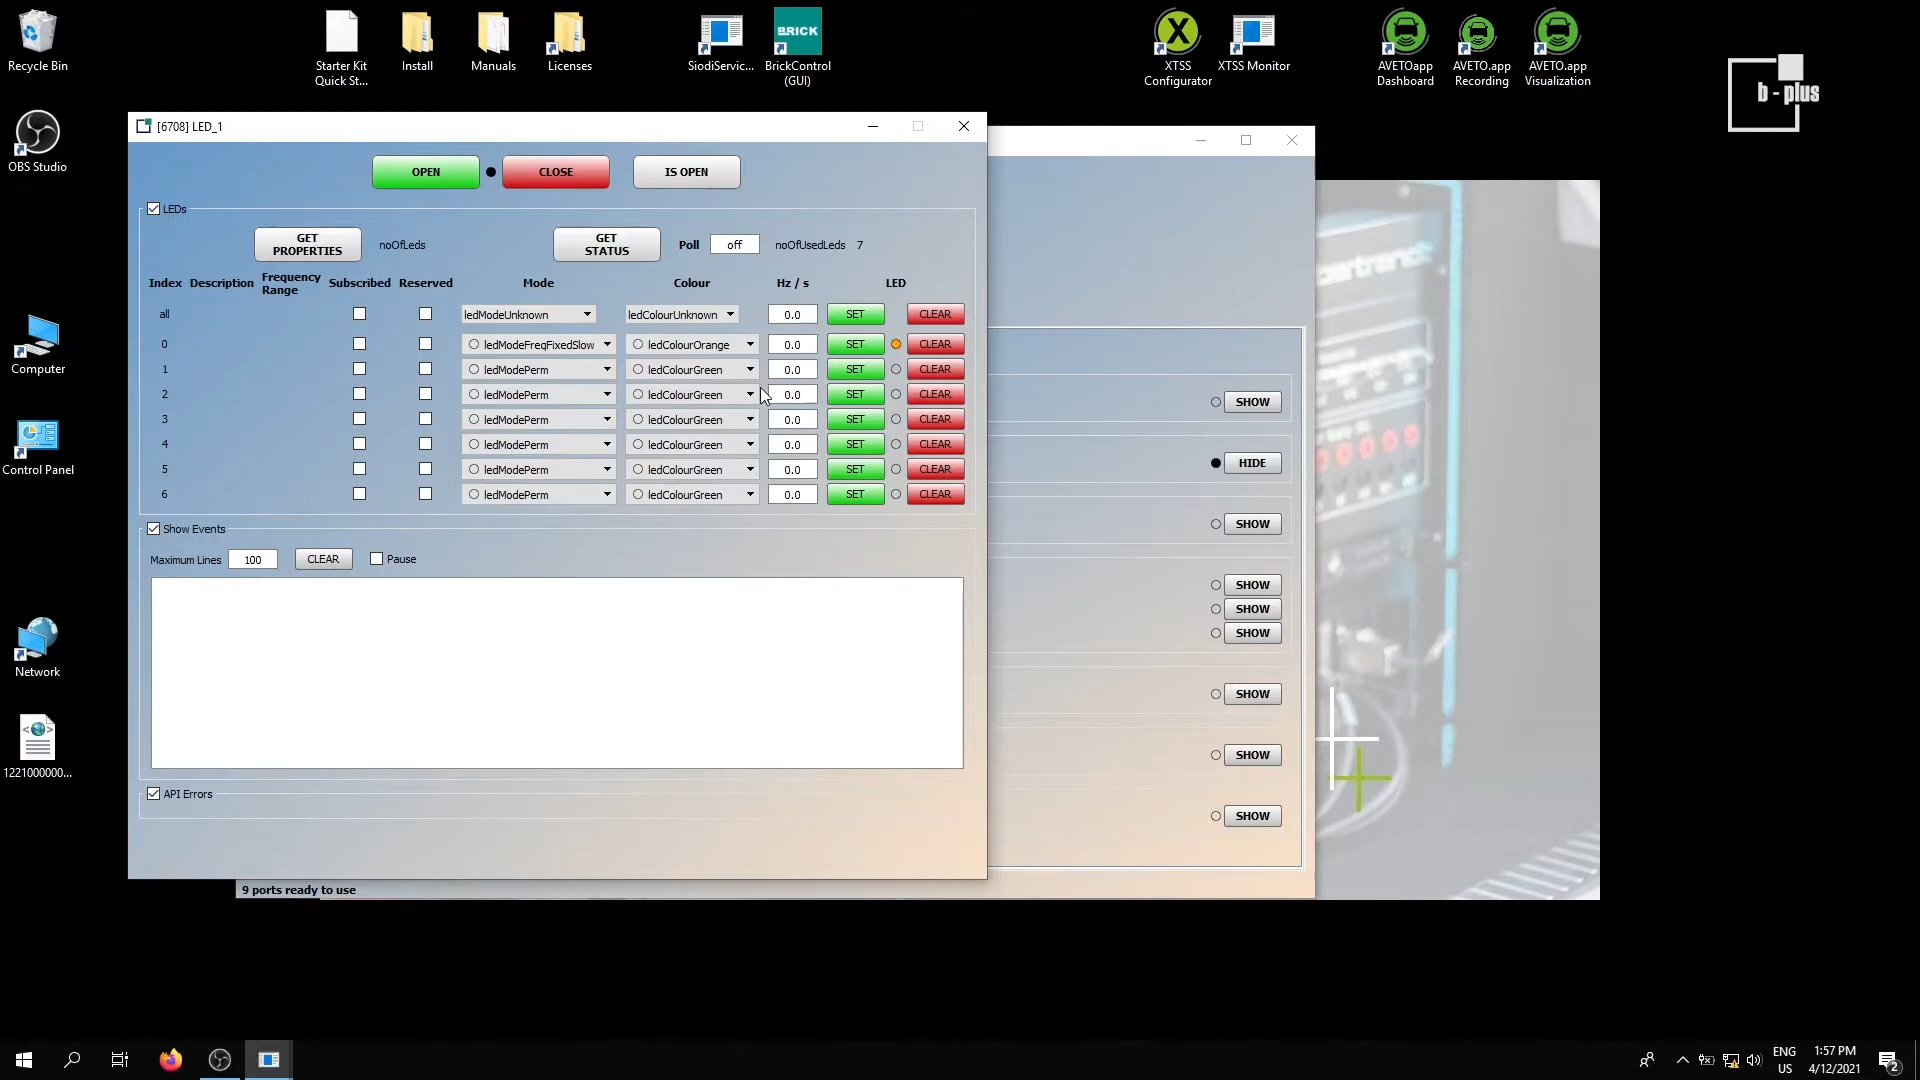 Recycle Bin
Starter Kit
Quick St...
Install
Manuals
Licenses
SiodiServic...
BRICK
BrickControl
(GUI)
XTSS
Configurator
XTSS Monitor
AVETOapp
Dashboard
AVETO.app
Recording
AVETO.app
Visualization
b - plus
OBS Studio
Computer
Control Panel
Network
1221000000...
[6708] LED_1
OPEN
CLOSE
IS OPEN
LEDs
GET
PROPERTIES
noOfLeds
GET
STATUS
Poll
off
noOfUsedLeds 7
Index Description Frequency Range Subscribed Reserved Mode Colour Hz / s LED
all ledModeUnknown ledColourUnknown 0.0 SET CLEAR
0 ledModeFreqFixedSlow ledColourOrange 0.0 SET CLEAR
1 ledModePerm ledColourGreen 0.0 SET CLEAR
2 ledModePerm ledColourGreen 0.0 SET CLEAR
3 ledModePerm ledColourGreen 0.0 SET CLEAR
4 ledModePerm ledColourGreen 0.0 SET CLEAR
5 ledModePerm ledColourGreen 0.0 SET CLEAR
6 ledModePerm ledColourGreen 0.0 SET CLEAR
Show Events
Maximum Lines 100 CLEAR Pause
API Errors
SHOW
HIDE
SHOW
SHOW
SHOW
SHOW
SHOW
SHOW
SHOW
9 ports ready to use
ENG
US
1:57 PM
4/12/2021
2